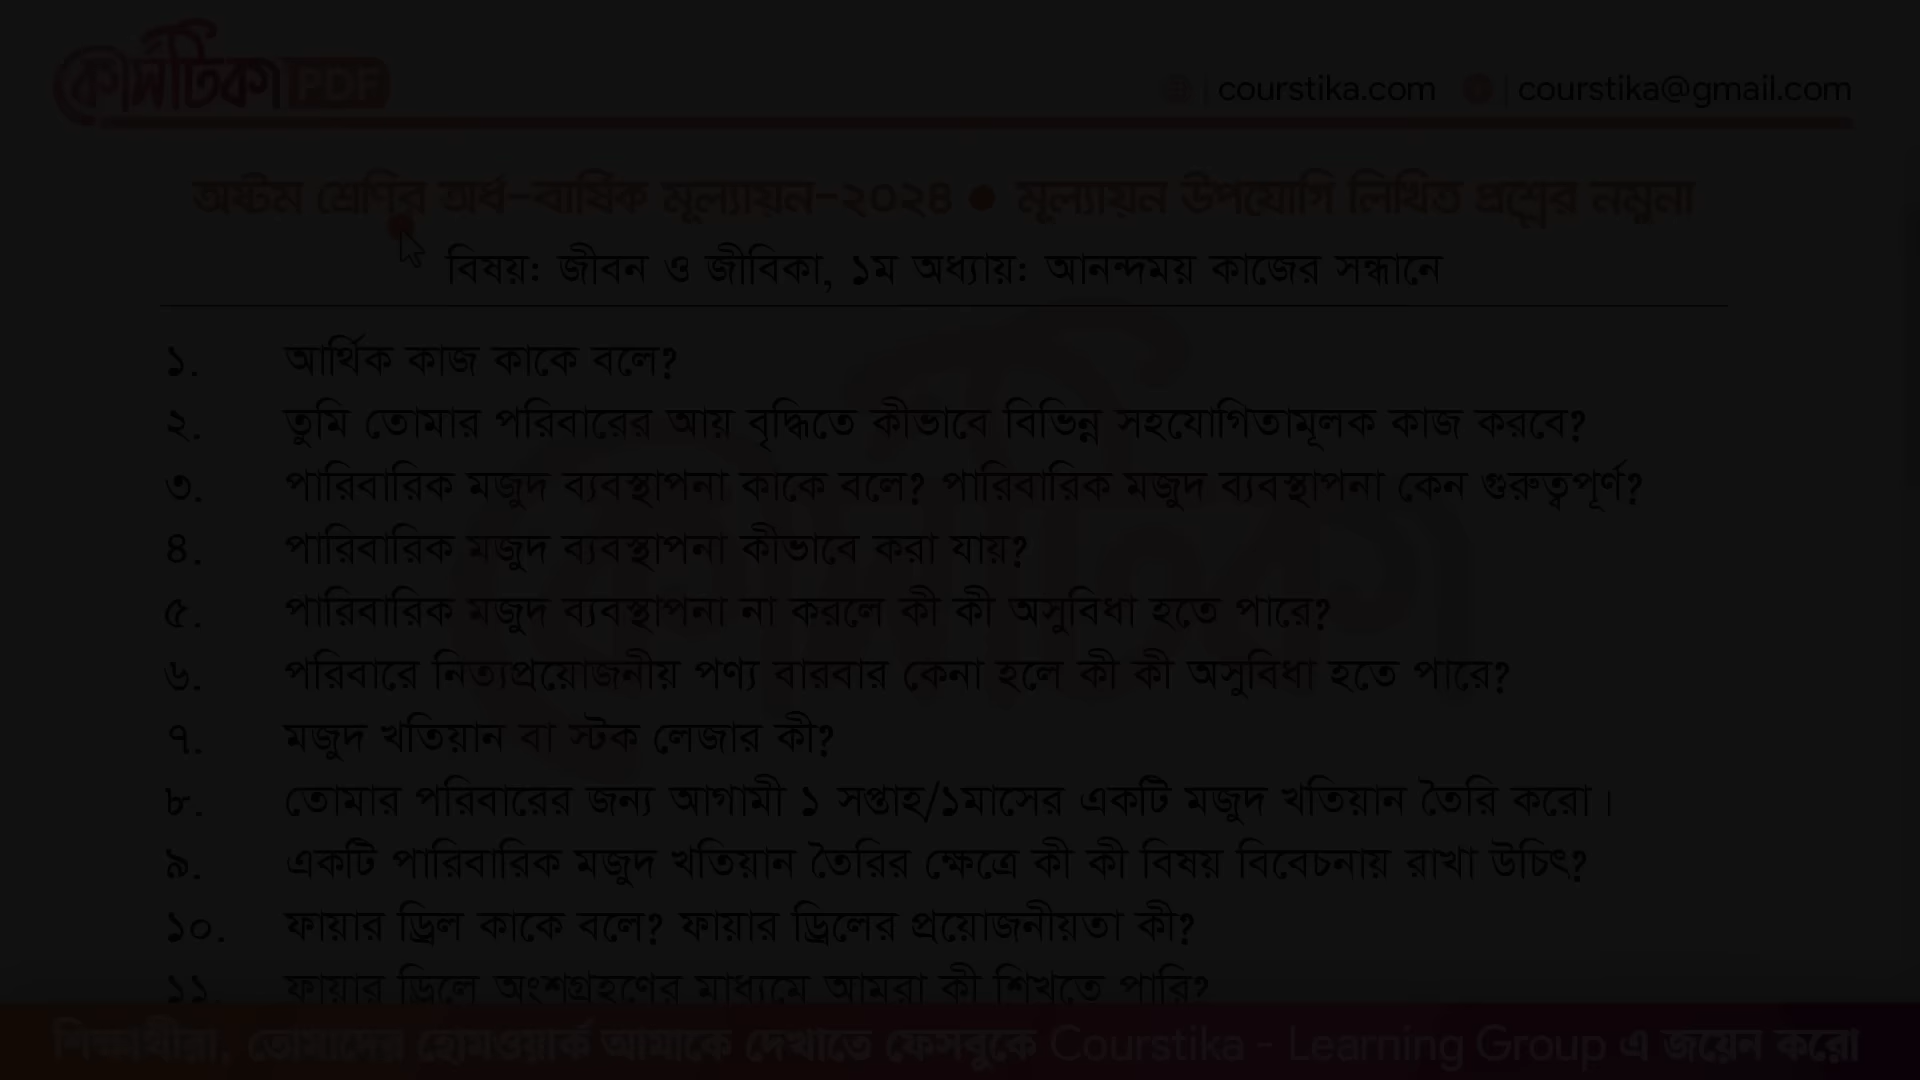 কোর্সটিকা PDF
courstika.com | courstika@gmail.com
অষ্টম শ্রেণির অর্ধ-বার্ষিক মূল্যায়ন-২০২৪ ● মূল্যায়ন উপযোগি লিখিত প্রশ্নের নমুনা
বিষয়: জীবন ও জীবিকা, ১ম অধ্যায়: আনন্দময় কাজের সন্ধানে
১. আর্থিক কাজ কাকে বলে?
২. তুমি তোমার পরিবারের আয় বৃদ্ধিতে কীভাবে বিভিন্ন সহযোগিতামূলক কাজ করবে?
৩. পারিবারিক মজুদ ব্যবস্থাপনা কাকে বলে? পারিবারিক মজুদ ব্যবস্থাপনা কেন গুরুত্বপূর্ণ?
৪. পারিবারিক মজুদ ব্যবস্থাপনা কীভাবে করা যায়?
৫. পারিবারিক মজুদ ব্যবস্থাপনা না করলে কী কী অসুবিধা হতে পারে?
৬. পরিবারে নিত্যপ্রয়োজনীয় পণ্য বারবার কেনা হলে কী কী অসুবিধা হতে পারে?
৭. মজুদ খতিয়ান বা স্টক লেজার কী?
৮. তোমার পরিবারের জন্য আগামী ১ সপ্তাহ/১মাসের একটি মজুদ খতিয়ান তৈরি করো।
৯. একটি পারিবারিক মজুদ খতিয়ান তৈরির ক্ষেত্রে কী কী বিষয় বিবেচনায় রাখা উচিৎ?
১০. ফায়ার ড্রিল কাকে বলে? ফায়ার ড্রিলের প্রয়োজনীয়তা কী?
১১. ফায়ার ড্রিলে অংশগ্রহণের মাধ্যমে আমরা কী শিখতে পারি?
শিক্ষার্থীরা, তোমাদের হোমওয়ার্ক আমাকে দেখাতে ফেসবুকে Courstika - Learning Group এ জয়েন করো